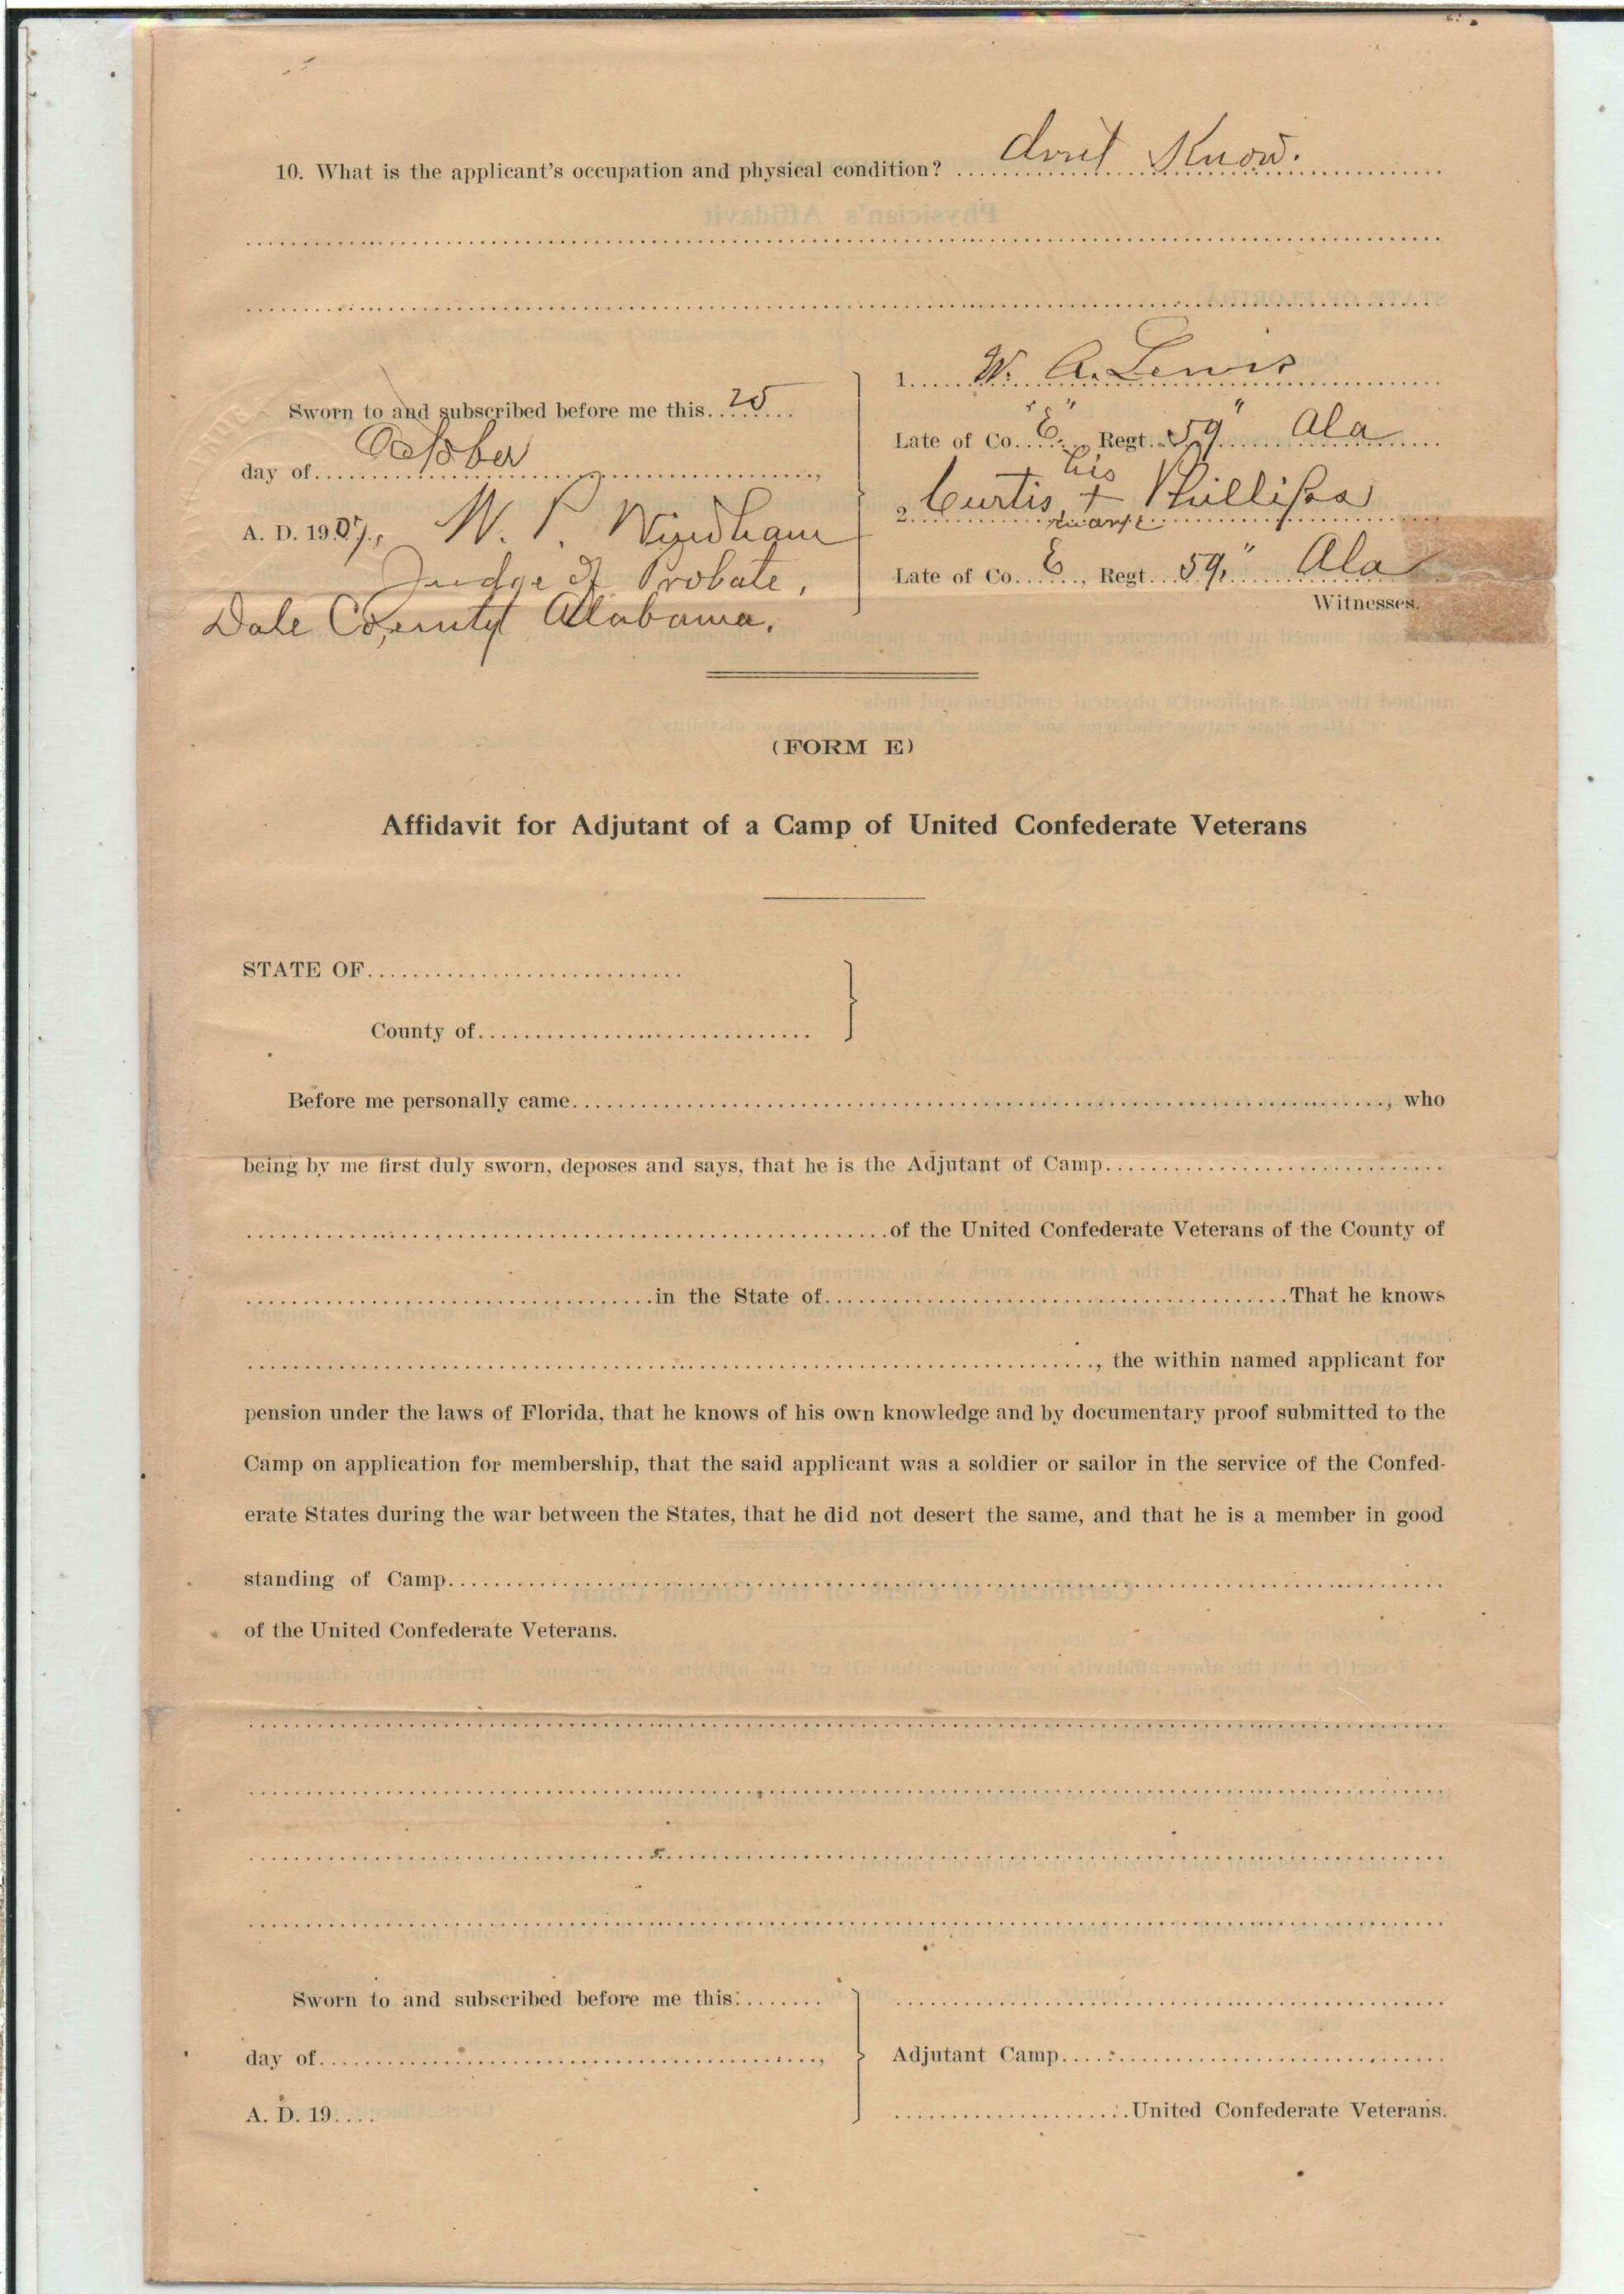 10. What is the applicant's occupation and physical condition? dont Know.
Sworn to and subscribed before me this 25
day of October,
A. D. 1907, W. P. Windham
Judge of Probate,
Dale County Alabama.
1. W. A. Lewis
Late of Co. "E", Regt. 59" Ala
his
2. Curtis + Phillips
mark
Late of Co. E, Regt. 59" Ala
Witnesses.
(FORM E)
Affidavit for Adjutant of a Camp of United Confederate Veterans
STATE OF
County of
Before me personally came, who
being by me first duly sworn, deposes and says, that he is the Adjutant of Camp
of the United Confederate Veterans of the County of
in the State of That he knows
, the within named applicant for
pension under the laws of Florida, that he knows of his own knowledge and by documentary proof submitted to the
Camp on application for membership, that the said applicant was a soldier or sailor in the service of the Confed-
erate States during the war between the States, that he did not desert the same, and that he is a member in good
standing of Camp
of the United Confederate Veterans.
Sworn to and subscribed before me this
day of,
A. D. 19
Adjutant Camp
United Confederate Veterans.